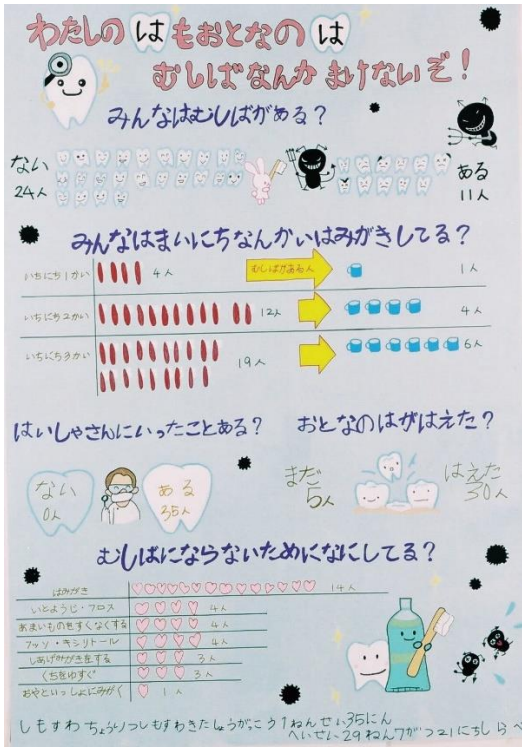 わたしの は もおとなの は
むしばなんかまけないぞ！
みんなはむしばがある？
ない
24人
ある
11人
みんなはまいにちなんかいはみがきしてる？
いちにち1かい 4人 むしばがある人 1人
いちにち2かい 12人 4人
いちにち3かい 19人 6人
はいしゃさんにいったことある？
ない
0人
ある
35人
おとなのはがはえた？
まだ
5人
はえた
30人
むしばにならないためになにしてる？
はみがき 14人
いとようじ・フロス 4人
あまいものをすくなくする 4人
フッソ・キシリトール 4人
しあげみがきをする 3人
くちをゆすぐ 3人
おやといっしょにみがく 1人
しもすわちょうりつしもすわきたしょうがっこう1ねんせい35にん
へいせい29ねん7がつ21にちしらべ